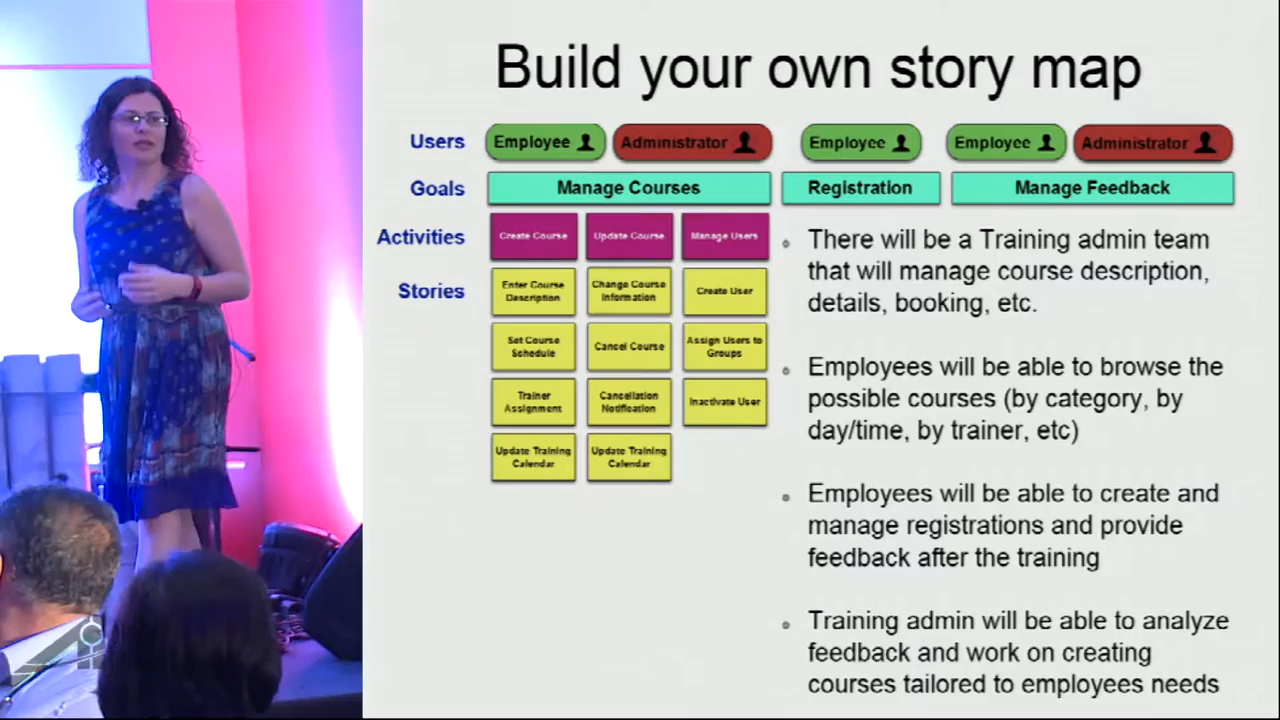 Build your own story map
Users
Employee
Administrator
Employee
Employee
Administrator
Goals
Manage Courses
Registration
Manage Feedback
Activities
Create Course
Update Course
Manage Users
Stories
Enter Course
Description
Change Course
Information
Create User
Set Course
Schedule
Cancel Course
Assign Users to
Groups
Trainer
Assignment
Cancellation
Notification
Inactivate User
Update Training
Calendar
Update Training
Calendar
There will be a Training admin team
that will manage course description,
details, booking, etc.
Employees will be able to browse the
possible courses (by category, by
day/time, by trainer, etc)
Employees will be able to create and
manage registrations and provide
feedback after the training
Training admin will be able to analyze
feedback and work on creating
courses tailored to employees needs